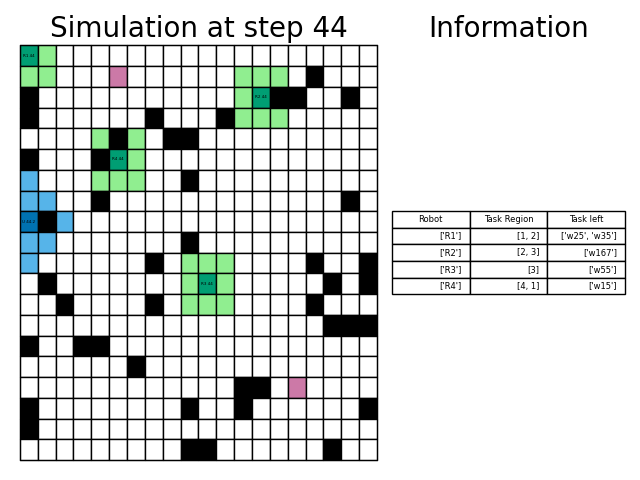 Simulation at step 44
Information
Robot Task Region Task left
['R1'] [1, 2] ['w25', 'w35']
['R2'] [2, 3] ['w167']
['R3'] [3] ['w55']
['R4'] [4, 1] ['w15']